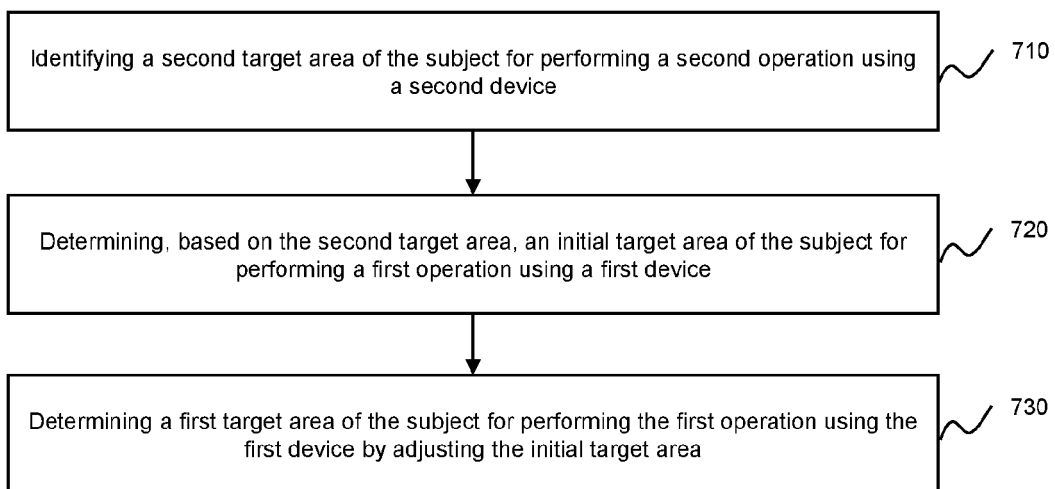 Identifying a second target area of the subject for performing a second operation using
a second device
710
Determining, based on the second target area, an initial target area of the subject for
performing a first operation using a first device
720
Determining a first target area of the subject for performing the first operation using the
first device by adjusting the initial target area
730